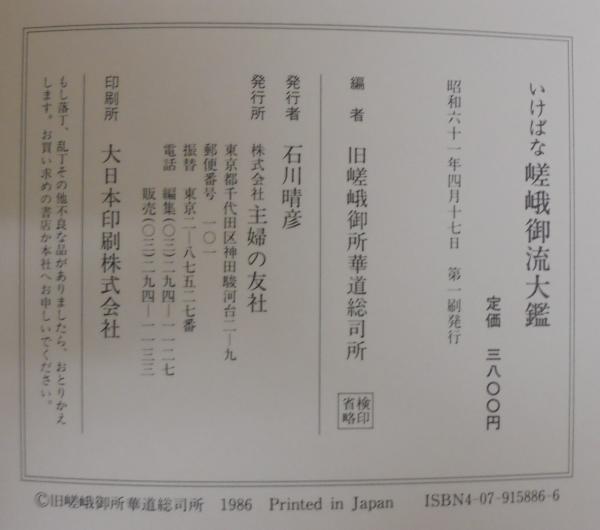 いけばな 嵯峨御流大鑑
定価 三八〇〇円
昭和六十一年四月十七日 第一刷発行
編者 旧嵯峨御所華道総司所
検印省略
発行者 石川晴彦
発行所 株式会社 主婦の友社
東京都千代田区神田駿河台二ー九
郵便番号 一〇一
振替 東京二ー八七五二七番
電話 編集(〇三)二九四ー一一二七
販売(〇三)二九四ー一一三三
印刷所 大日本印刷株式会社
もし落丁、乱丁その他不良な品がありましたら、おとりかえ
します。お買い求めの書店か本社へお申しいでください。
©旧嵯峨御所華道総司所 1986 Printed in Japan ISBN4-07-915886-6